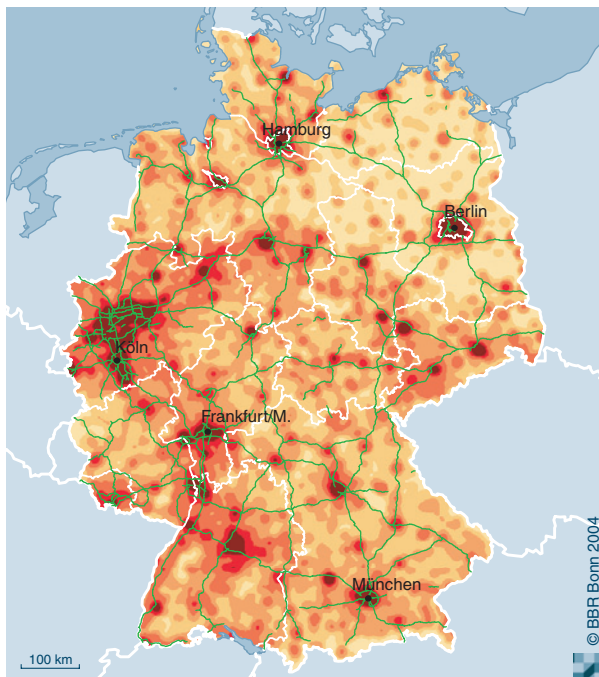 Hamburg
Berlin
Köln
Frankfurt/M.
München
100 km
© BBR Bonn 2004